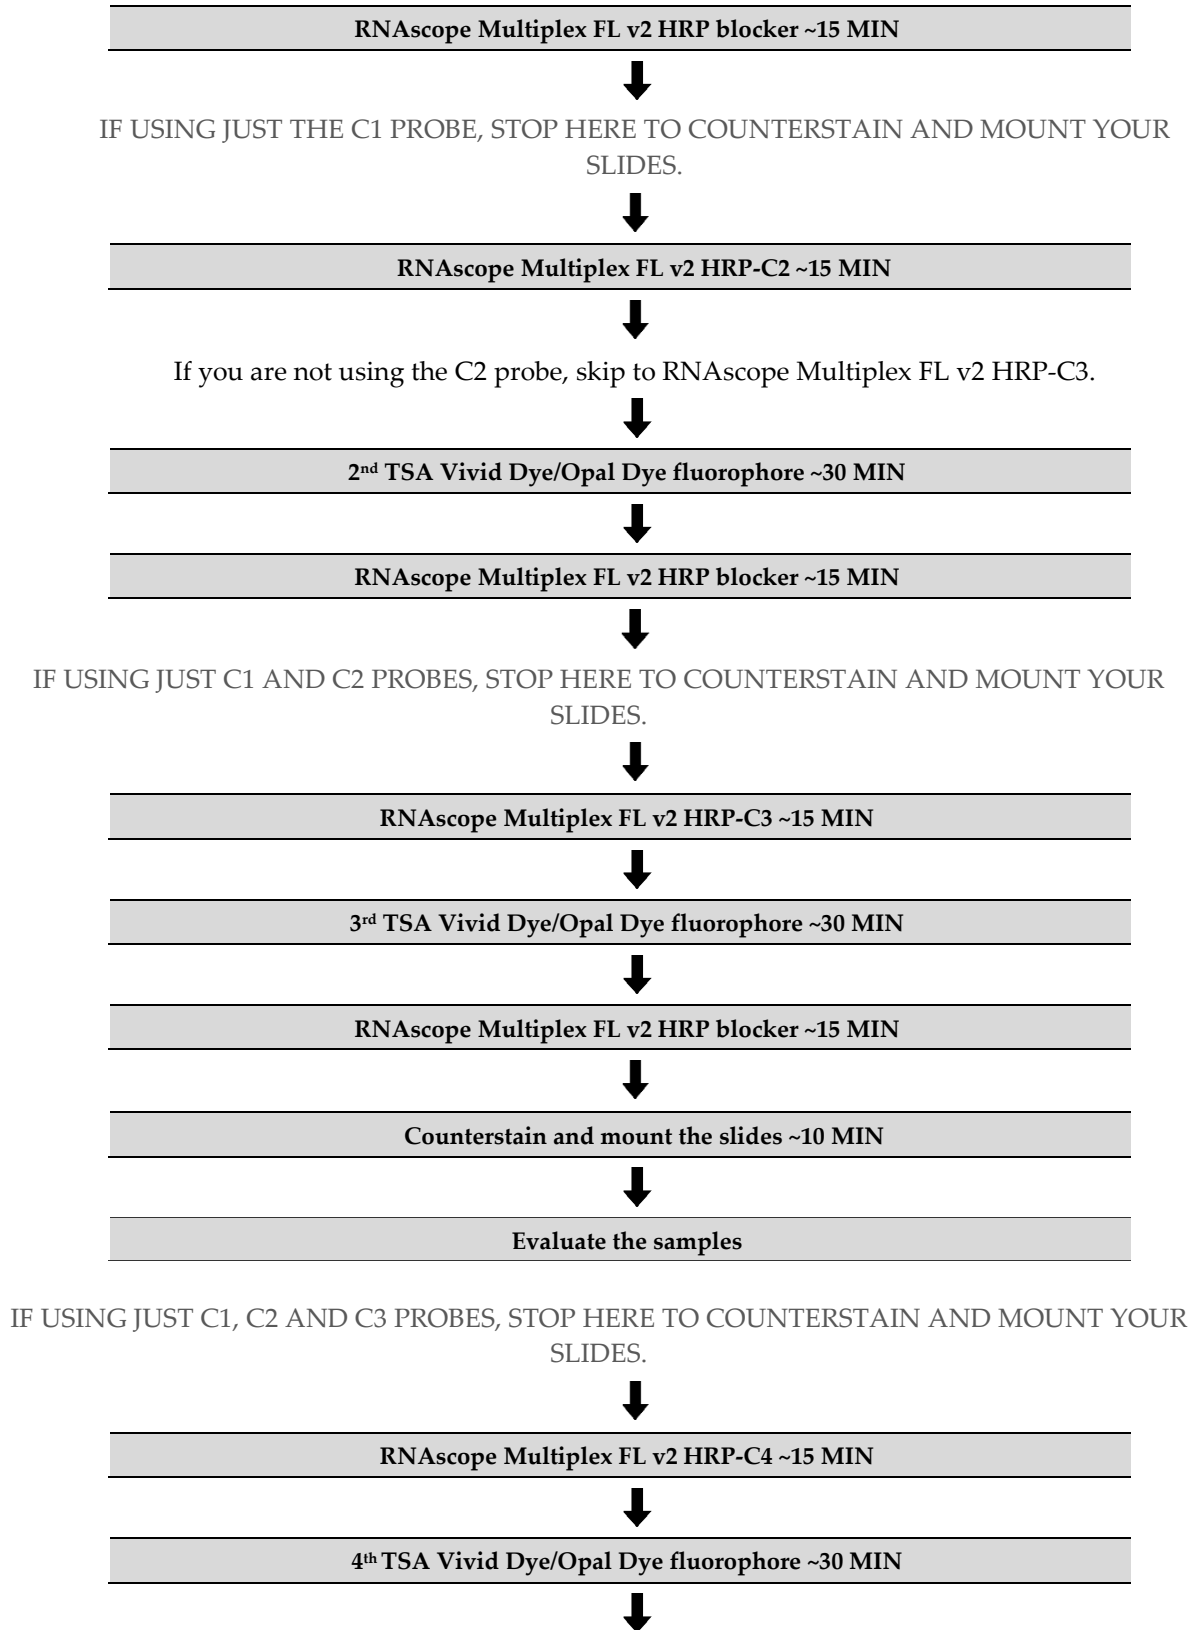 RNAscope Multiplex FL v2 HRP blocker ~15 MIN
IF USING JUST THE C1 PROBE, STOP HERE TO COUNTERSTAIN AND MOUNT YOUR
SLIDES.
RNAscope Multiplex FL v2 HRP-C2 ~15 MIN
If you are not using the C2 probe, skip to RNAscope Multiplex FL v2 HRP-C3.
2nd TSA Vivid Dye/Opal Dye fluorophore ~30 MIN
RNAscope Multiplex FL v2 HRP blocker ~15 MIN
IF USING JUST C1 AND C2 PROBES, STOP HERE TO COUNTERSTAIN AND MOUNT YOUR
SLIDES.
RNAscope Multiplex FL v2 HRP-C3 ~15 MIN
3rd TSA Vivid Dye/Opal Dye fluorophore ~30 MIN
RNAscope Multiplex FL v2 HRP blocker ~15 MIN
Counterstain and mount the slides ~10 MIN
Evaluate the samples
IF USING JUST C1, C2 AND C3 PROBES, STOP HERE TO COUNTERSTAIN AND MOUNT YOUR
SLIDES.
RNAscope Multiplex FL v2 HRP-C4 ~15 MIN
4th TSA Vivid Dye/Opal Dye fluorophore ~30 MIN